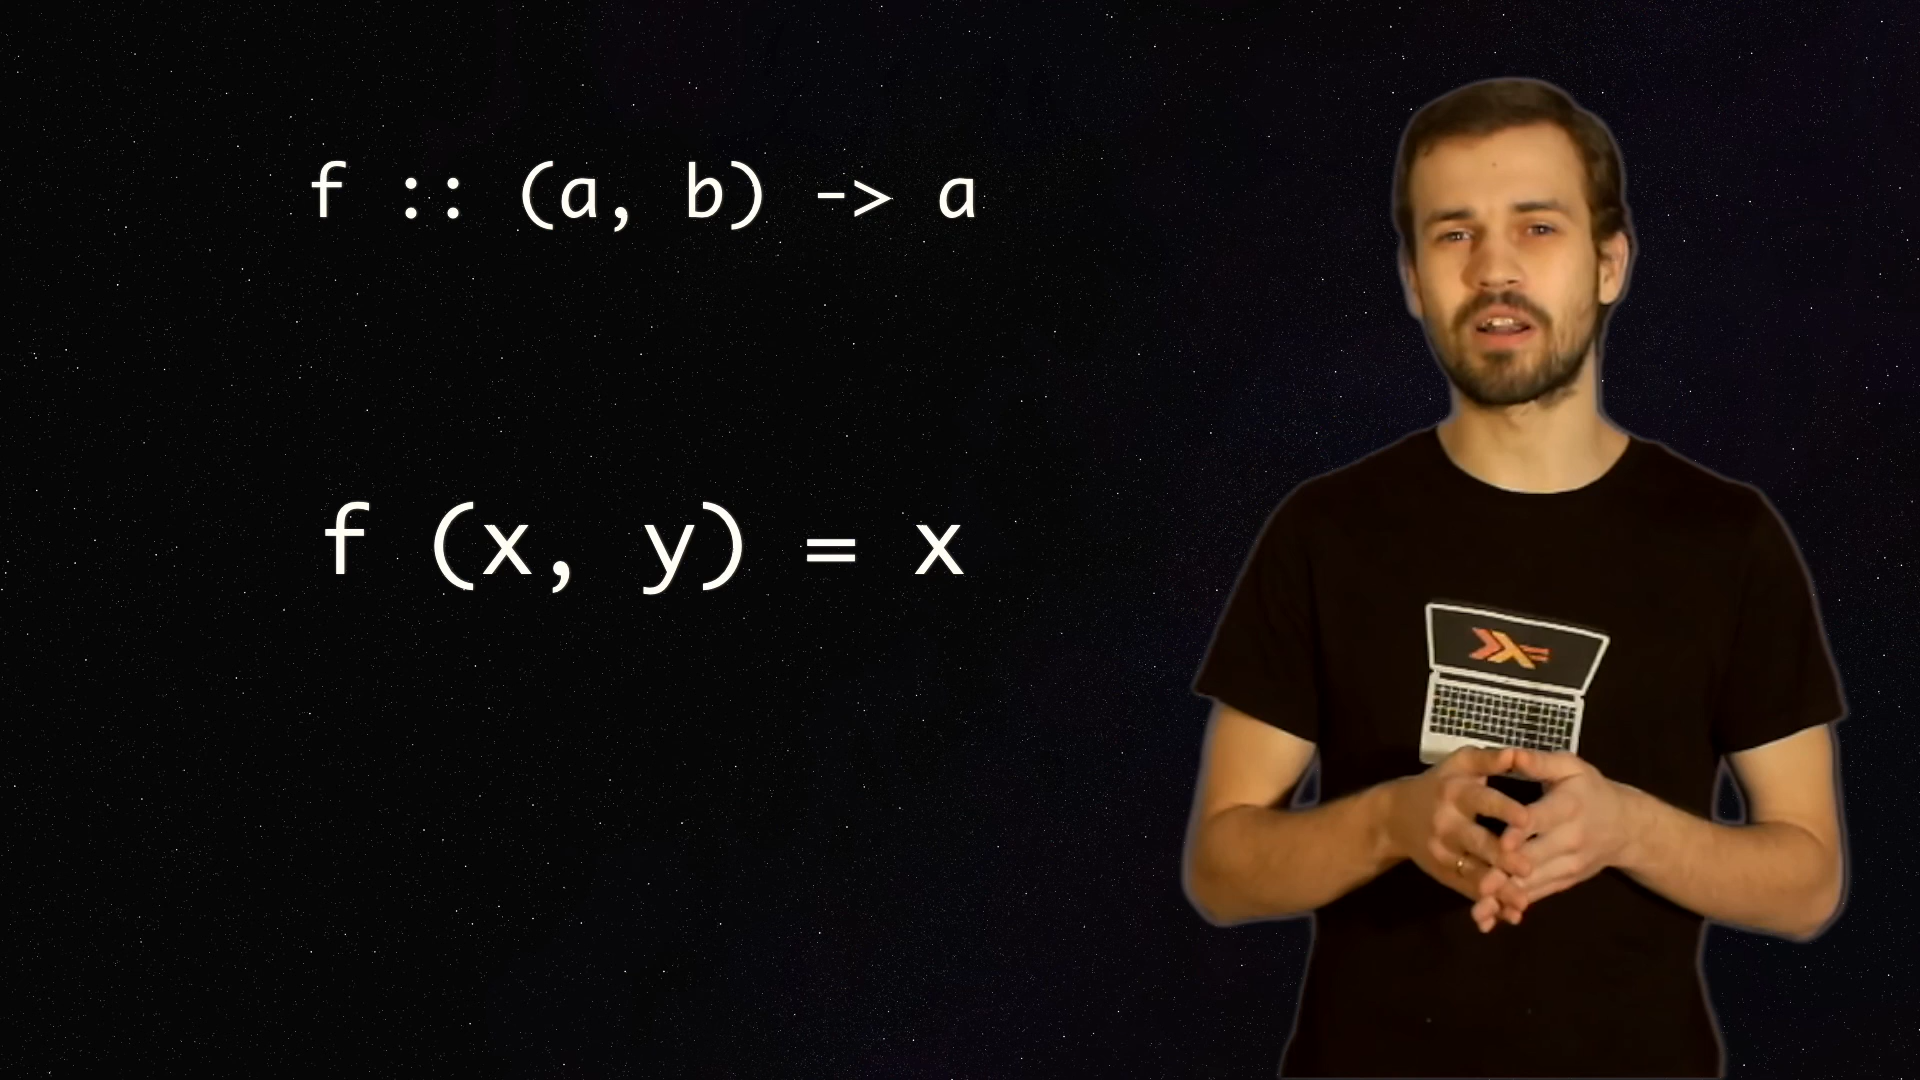 f :: (a, b) -> a
f (x, y) = x